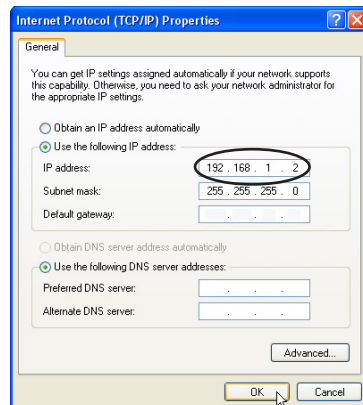 Internet Protocol (TCP/IP) Properties
General
You can get IP settings assigned automatically if your network supports
this capability. Otherwise, you need to ask your network administrator for
the appropriate IP settings.
Obtain an IP address automatically
Use the following IP address:
IP address: 192 . 168 . 1 . 2
Subnet mask: 255 . 255 . 255 . 0
Default gateway: . . .
Obtain DNS server address automatically
Use the following DNS server addresses:
Preferred DNS server: . . .
Alternate DNS server: . . .
Advanced...
OK Cancel